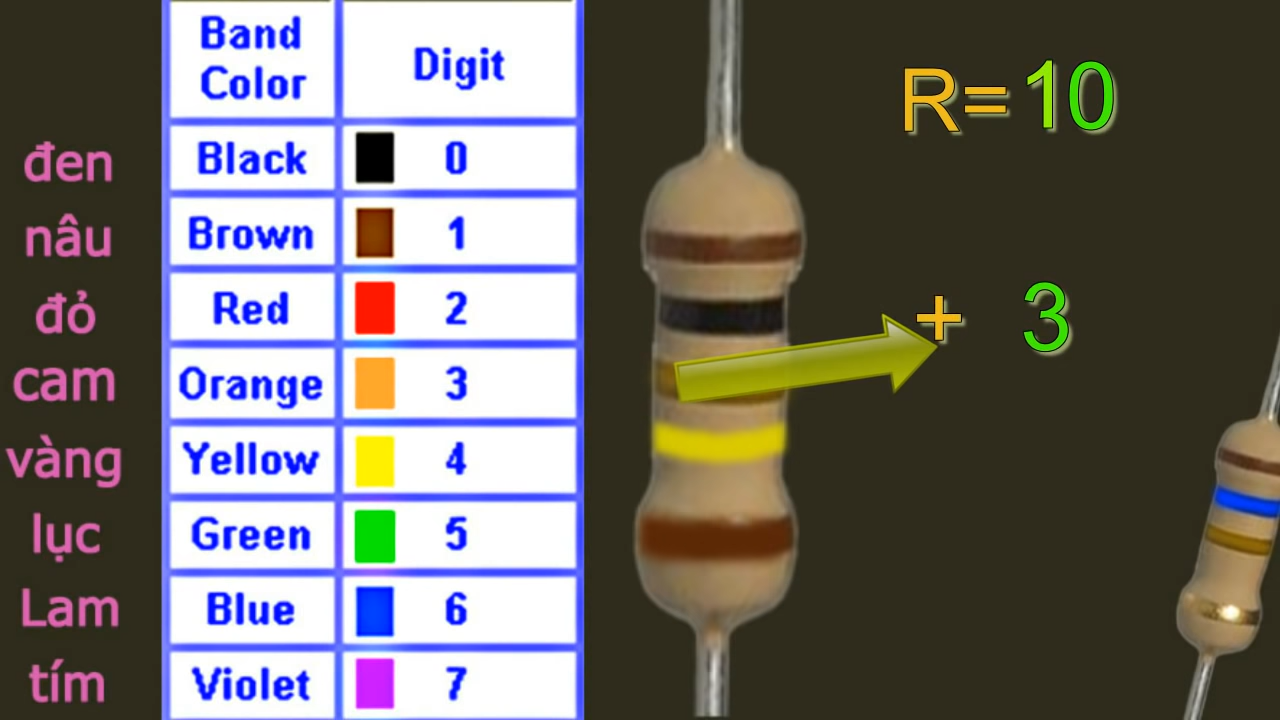 Band Color Digit
đen Black 0
nâu Brown 1
đỏ Red 2
cam Orange 3
vàng Yellow 4
lục Green 5
Lam Blue 6
tím Violet 7
R= 10
+ 3